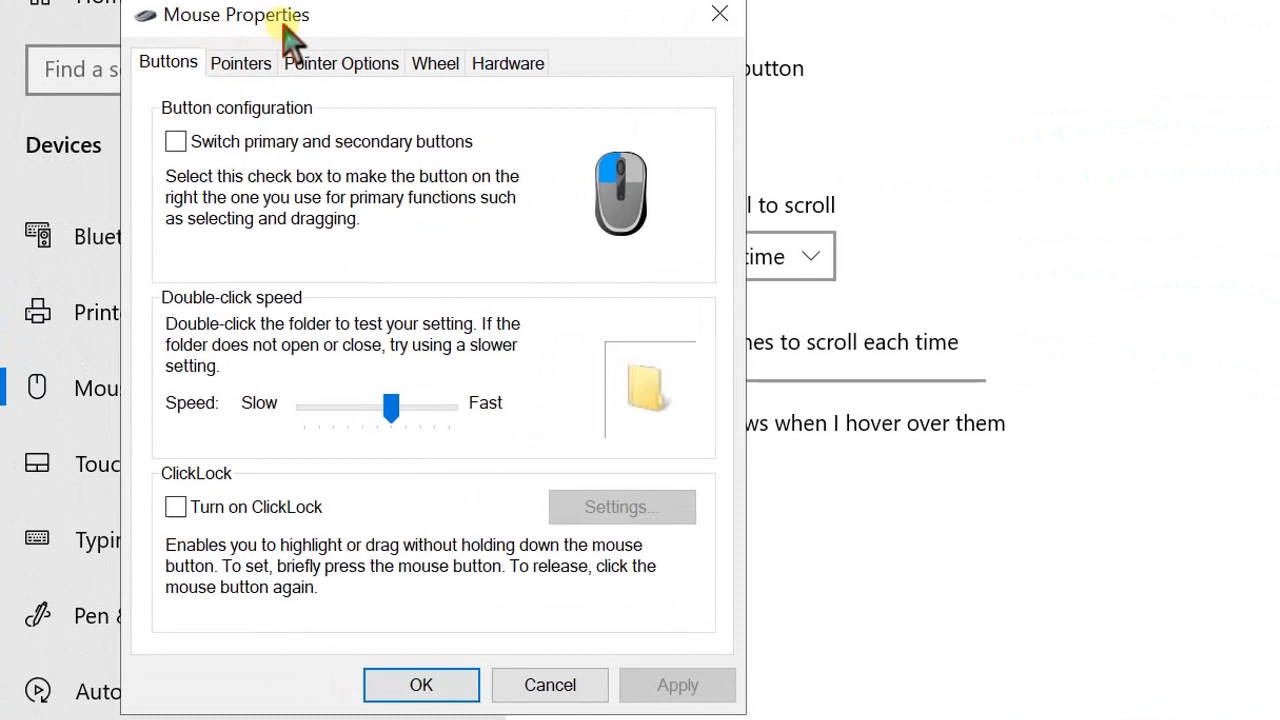 Mouse Properties
Find a s
Devices
Bluet
Print
Mou
Touc
Typin
Pen &
Auto
Buttons
Pointers
Pointer Options
Wheel
Hardware
Button configuration
Switch primary and secondary buttons
Select this check box to make the button on the
right the one you use for primary functions such
as selecting and dragging.
Double-click speed
Double-click the folder to test your setting. If the
folder does not open or close, try using a slower
setting.
Speed: Slow Fast
ClickLock
Turn on ClickLock
Settings...
Enables you to highlight or drag without holding down the mouse
button. To set, briefly press the mouse button. To release, click the
mouse button again.
OK
Cancel
Apply
button
l to scroll
time
nes to scroll each time
ws when I hover over them